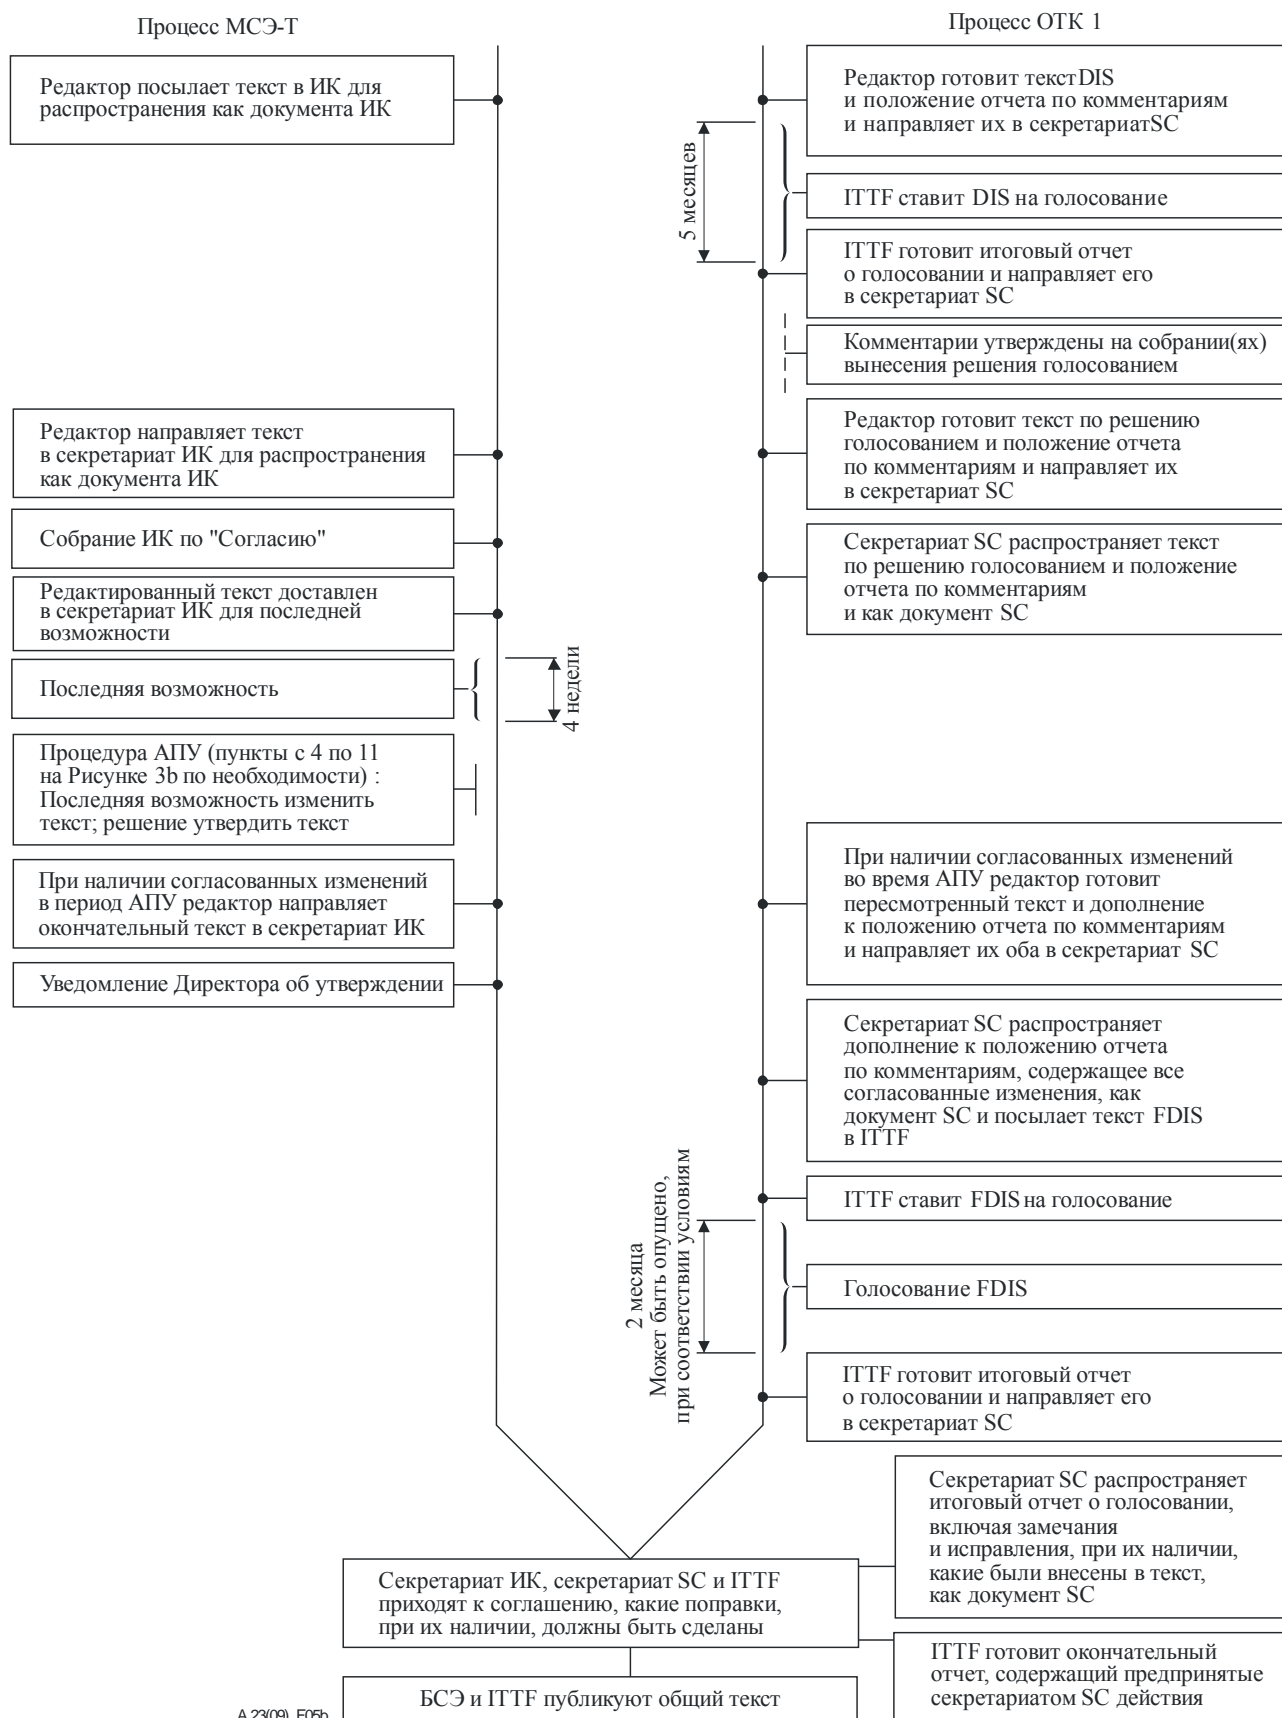 Процесс МСЭ-Т
Редактор посылает текст в ИК для
распространения как документа ИК
Редактор направляет текст
в секретариат ИК для распространения
как документа ИК
Собрание ИК по "Согласию"
Редактированный текст доставлен
в секретариат ИК для последней
возможности
Последняя возможность
4 недели
Процедура АПУ (пункты с 4 по 11
на Рисунке 3b по необходимости) :
Последняя возможность изменить
текст; решение утвердить текст
При наличии согласованных изменений
в период АПУ редактор направляет
окончательный текст в секретариат ИК
Уведомление Директора об утверждении
Процесс ОТК 1
Редактор готовит текст DIS
и положение отчета по комментариям
и направляет их в секретариат SC
5 месяцев
ITTF ставит DIS на голосование
ITTF готовит итоговый отчет
о голосовании и направляет его
в секретариат SC
Комментарии утверждены на собрании(ях)
вынесения решения голосованием
Редактор готовит текст по решению
голосованием и положение отчета
по комментариям и направляет их
в секретариат SC
Секретариат SC распространяет текст
по решению голосованием и положение
отчета по комментариям
и как документ SC
При наличии согласованных изменений
во время АПУ редактор готовит
пересмотренный текст и дополнение
к положению отчета по комментариям
и направляет их оба в секретариат SC
Секретариат SC распространяет
дополнение к положению отчета
по комментариям, содержащее все
согласованные изменения, как
документ SC и посылает текст FDIS
в ITTF
ITTF ставит FDIS на голосование
2 месяца
Может быть опущено,
при соответствии условиям
Голосование FDIS
ITTF готовит итоговый отчет
о голосовании и направляет его
в секретариат SC
Секретариат SC распространяет
итоговый отчет о голосовании,
включая замечания
и исправления, при их наличии,
какие были внесены в текст,
как документ SC
Секретариат ИК, секретариат SC и ITTF
приходят к соглашению, какие поправки,
при их наличии, должны быть сделаны
ITTF готовит окончательный
отчет, содержащий предпринятые
секретариатом SC действия
БСЭ и ITTF публикуют общий текст
A.23(09)_F05b